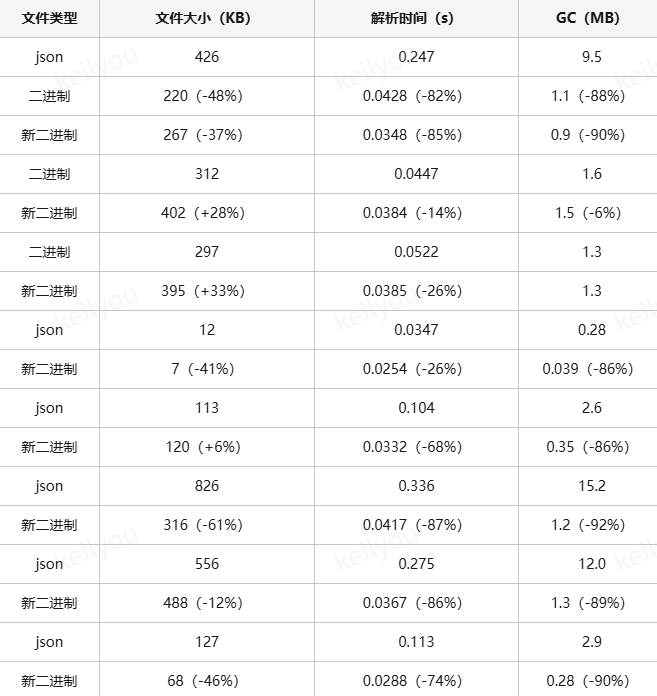 文件类型 文件大小（KB） 解析时间（s） GC（MB）
json 426 0.247 9.5
二进制 220（-48%） 0.0428（-82%） 1.1（-88%）
新二进制 267（-37%） 0.0348（-85%） 0.9（-90%）
二进制 312 0.0447 1.6
新二进制 402（+28%） 0.0384（-14%） 1.5（-6%）
二进制 297 0.0522 1.3
新二进制 395（+33%） 0.0385（-26%） 1.3
json 12 0.0347 0.28
新二进制 7（-41%） 0.0254（-26%） 0.039（-86%）
json 113 0.104 2.6
新二进制 120（+6%） 0.0332（-68%） 0.35（-86%）
json 826 0.336 15.2
新二进制 316（-61%） 0.0417（-87%） 1.2（-92%）
json 556 0.275 12.0
新二进制 488（-12%） 0.0367（-86%） 1.3（-89%）
json 127 0.113 2.9
新二进制 68（-46%） 0.0288（-74%） 0.28（-90%）
keilyou
keilyou
keilyou
keilyou
keilyou
keilyou